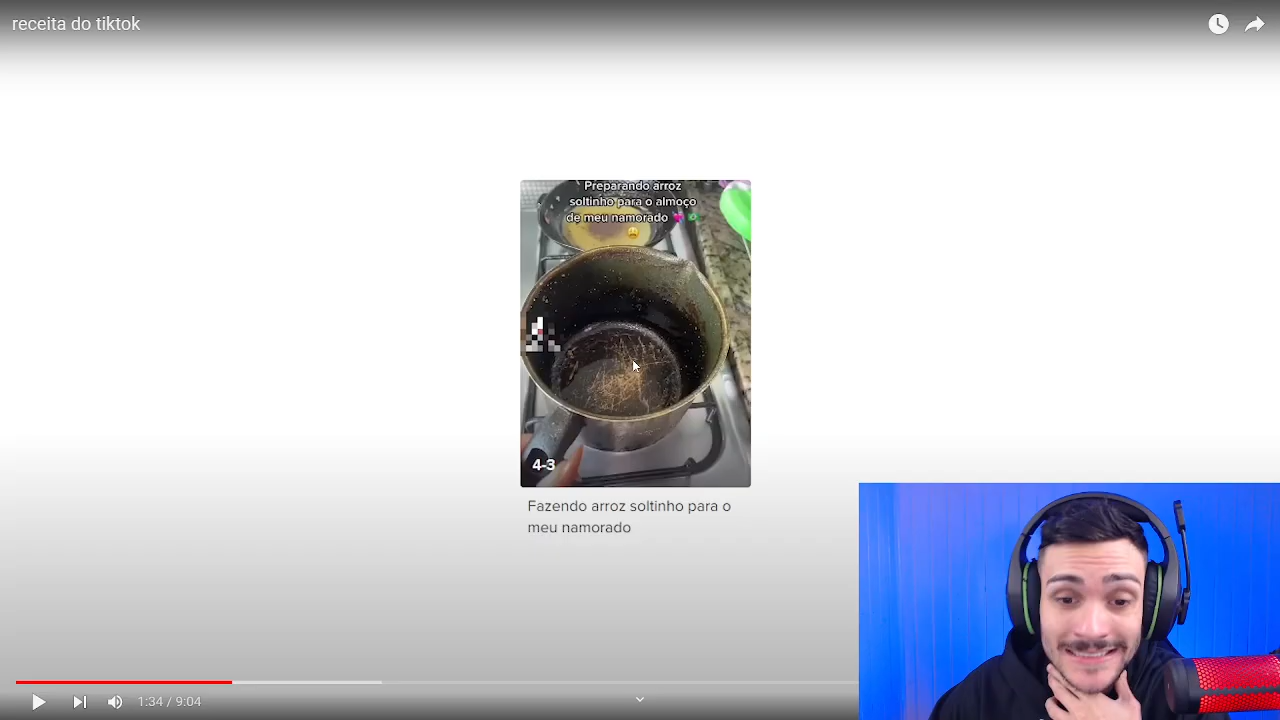 receita do tiktok
Preparando arroz
soltinho para o almoço
de meu namorado
4-3
Fazendo arroz soltinho para o
meu namorado
1:34 / 9:04